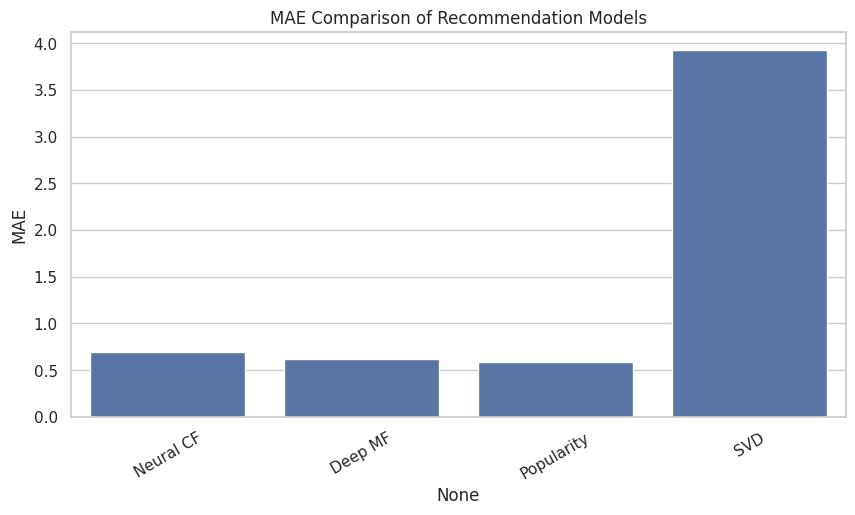 MAE Comparison of Recommendation Models
4.0
3.5
3.0
2.5
2.0
1.5
1.0
0.5
0.0
MAE
Neural CF
Deep MF
Popularity
SVD
None